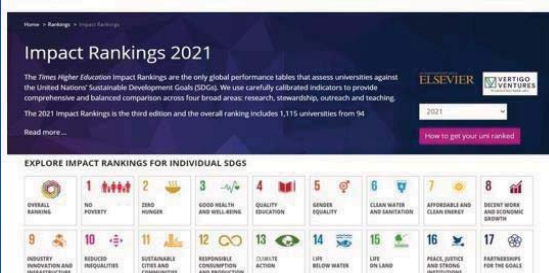 Home > Rankings > Impact Rankings
Impact Rankings 2021
The Times Higher Education Impact Rankings are the only global performance tables that assess universities against
the United Nations' Sustainable Development Goals (SDGs). We use carefully calibrated indicators to provide
comprehensive and balanced comparison across four broad areas: research, stewardship, outreach and teaching.
The 2021 Impact Rankings is the third edition and the overall ranking includes 1,115 universities from 94
Read more...
ELSEVIER
VERTIGO
VENTURES
2021
How to get your uni ranked
EXPLORE IMPACT RANKINGS FOR INDIVIDUAL SDGS
OVERALL
RANKING
1
NO
POVERTY
2
ZERO
HUNGER
3
GOOD HEALTH
AND WELL-BEING
4
QUALITY
EDUCATION
5
GENDER
EQUALITY
6
CLEAN WATER
AND SANITATION
7
AFFORDABLE AND
CLEAN ENERGY
8
DECENT WORK
AND ECONOMIC
GROWTH
9
INDUSTRY
INNOVATION AND
INFRASTRUCTURE
10
REDUCED
INEQUALITIES
11
SUSTAINABLE
CITIES AND
COMMUNITIES
12
RESPONSIBLE
CONSUMPTION
AND PRODUCTION
13
CLIMATE
ACTION
14
LIFE
BELOW WATER
15
LIFE
ON LAND
16
PEACE, JUSTICE
AND STRONG
INSTITUTIONS
17
PARTNERSHIPS
FOR THE GOALS